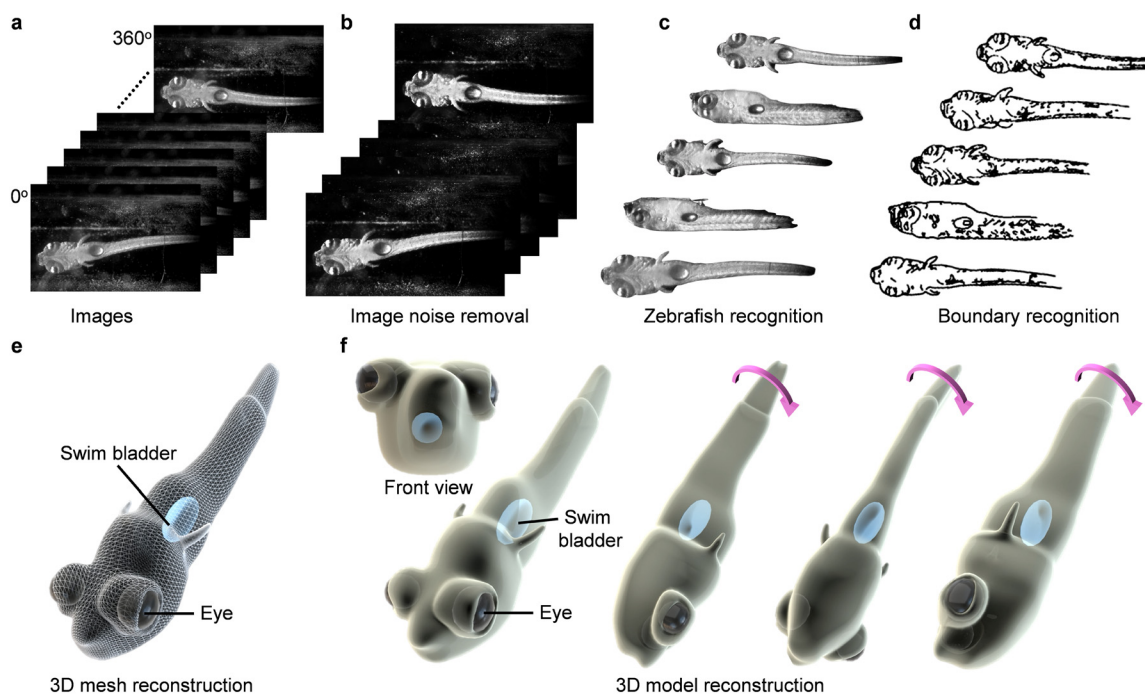 a
b
c
d
360°
0°
Images
Image noise removal
Zebrafish recognition
Boundary recognition
e
f
Swim bladder
Eye
3D mesh reconstruction
Front view
Swim
bladder
Eye
3D model reconstruction